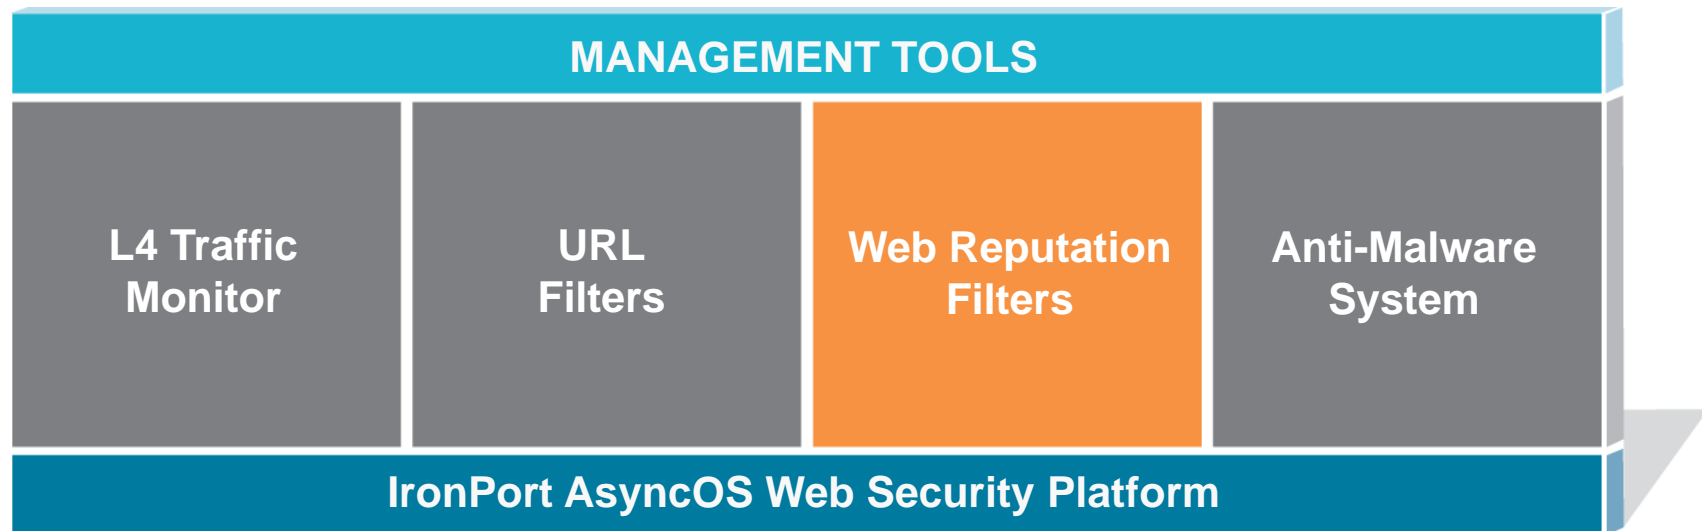 MANAGEMENT TOOLS
L4 Traffic
Monitor
URL
Filters
Web Reputation
Filters
Anti-Malware
System
IronPort AsyncOS Web Security Platform